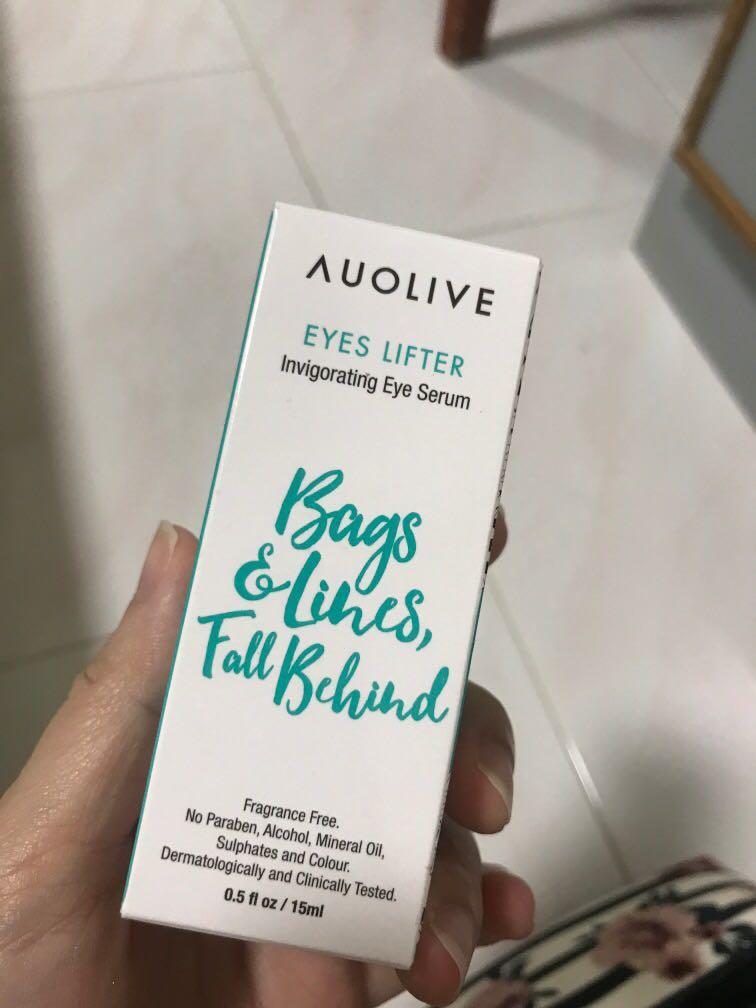 AUOLIVE
EYES LIFTER
Invigorating Eye Serum
Bags
& Lines,
Fall Behind
Fragrance Free.
No Paraben, Alcohol, Mineral Oil,
Sulphates and Colour.
Dermatologically and Clinically Tested.
0.5 fl oz / 15ml